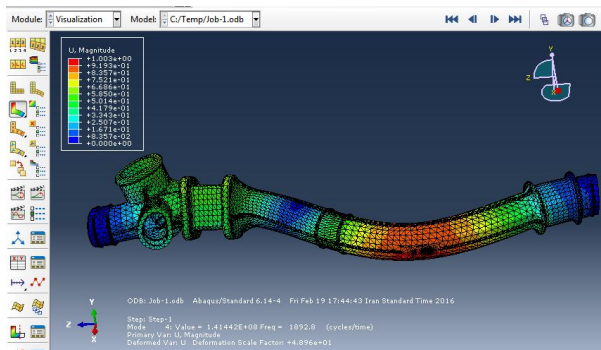 Module: Visualization Model: C:/Temp/Job-1.odb
U, Magnitude
+1.003e+00
+9.193e-01
+8.357e-01
+7.521e-01
+6.686e-01
+5.850e-01
+5.014e-01
+4.179e-01
+3.343e-01
+2.507e-01
+1.671e-01
+8.357e-02
+0.000e+00
Y
Z
X
ODB: Job-1.odb Abaqus/Standard 6.14-4 Fri Feb 19 17:44:43 Iran Standard Time 2016
Y
Z
X
Step: Step-1
Mode 4: Value = 1.41442E+08 Freq = 1892.8 (cycles/time)
Primary Var: U, Magnitude
Deformed Var: U Deformation Scale Factor: +4.896e+01